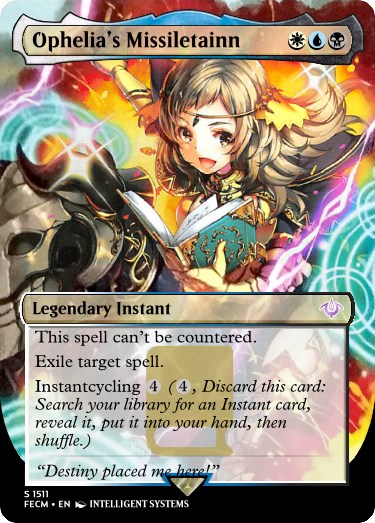 Ophelia's Missiletainn
Legendary Instant
This spell can't be countered.
Exile target spell.
Instantcycling 4 (4, Discard this card:
Search your library for an Instant card,
reveal it, put it into your hand, then
shuffle.)
“Destiny placed me here!”
S 1511
FECM • EN INTELLIGENT SYSTEMS